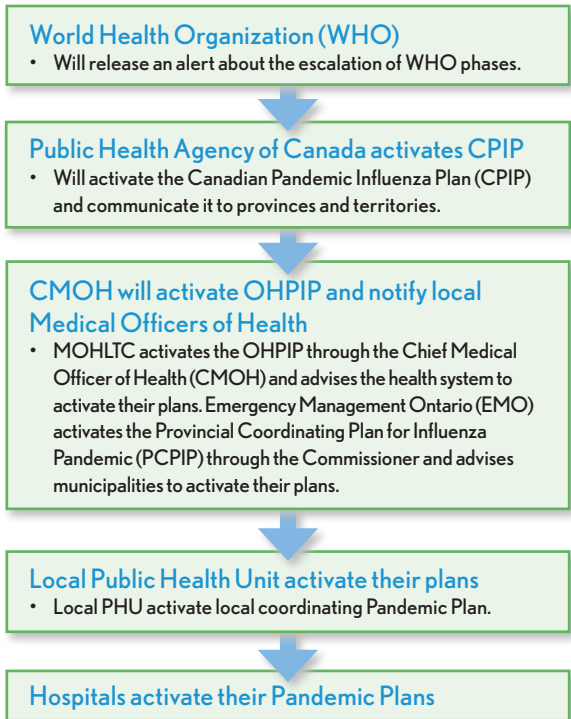 World Health Organization (WHO)
• Will release an alert about the escalation of WHO phases.
Public Health Agency of Canada activates CPIP
• Will activate the Canadian Pandemic Influenza Plan (CPIP)
and communicate it to provinces and territories.
CMOH will activate OHPIP and notify local
Medical Officers of Health
• MOHLTC activates the OHPIP through the Chief Medical
Officer of Health (CMOH) and advises the health system to
activate their plans. Emergency Management Ontario (EMO)
activates the Provincial Coordinating Plan for Influenza
Pandemic (PCPIP) through the Commissioner and advises
municipalities to activate their plans.
Local Public Health Unit activate their plans
• Local PHU activate local coordinating Pandemic Plan.
Hospitals activate their Pandemic Plans